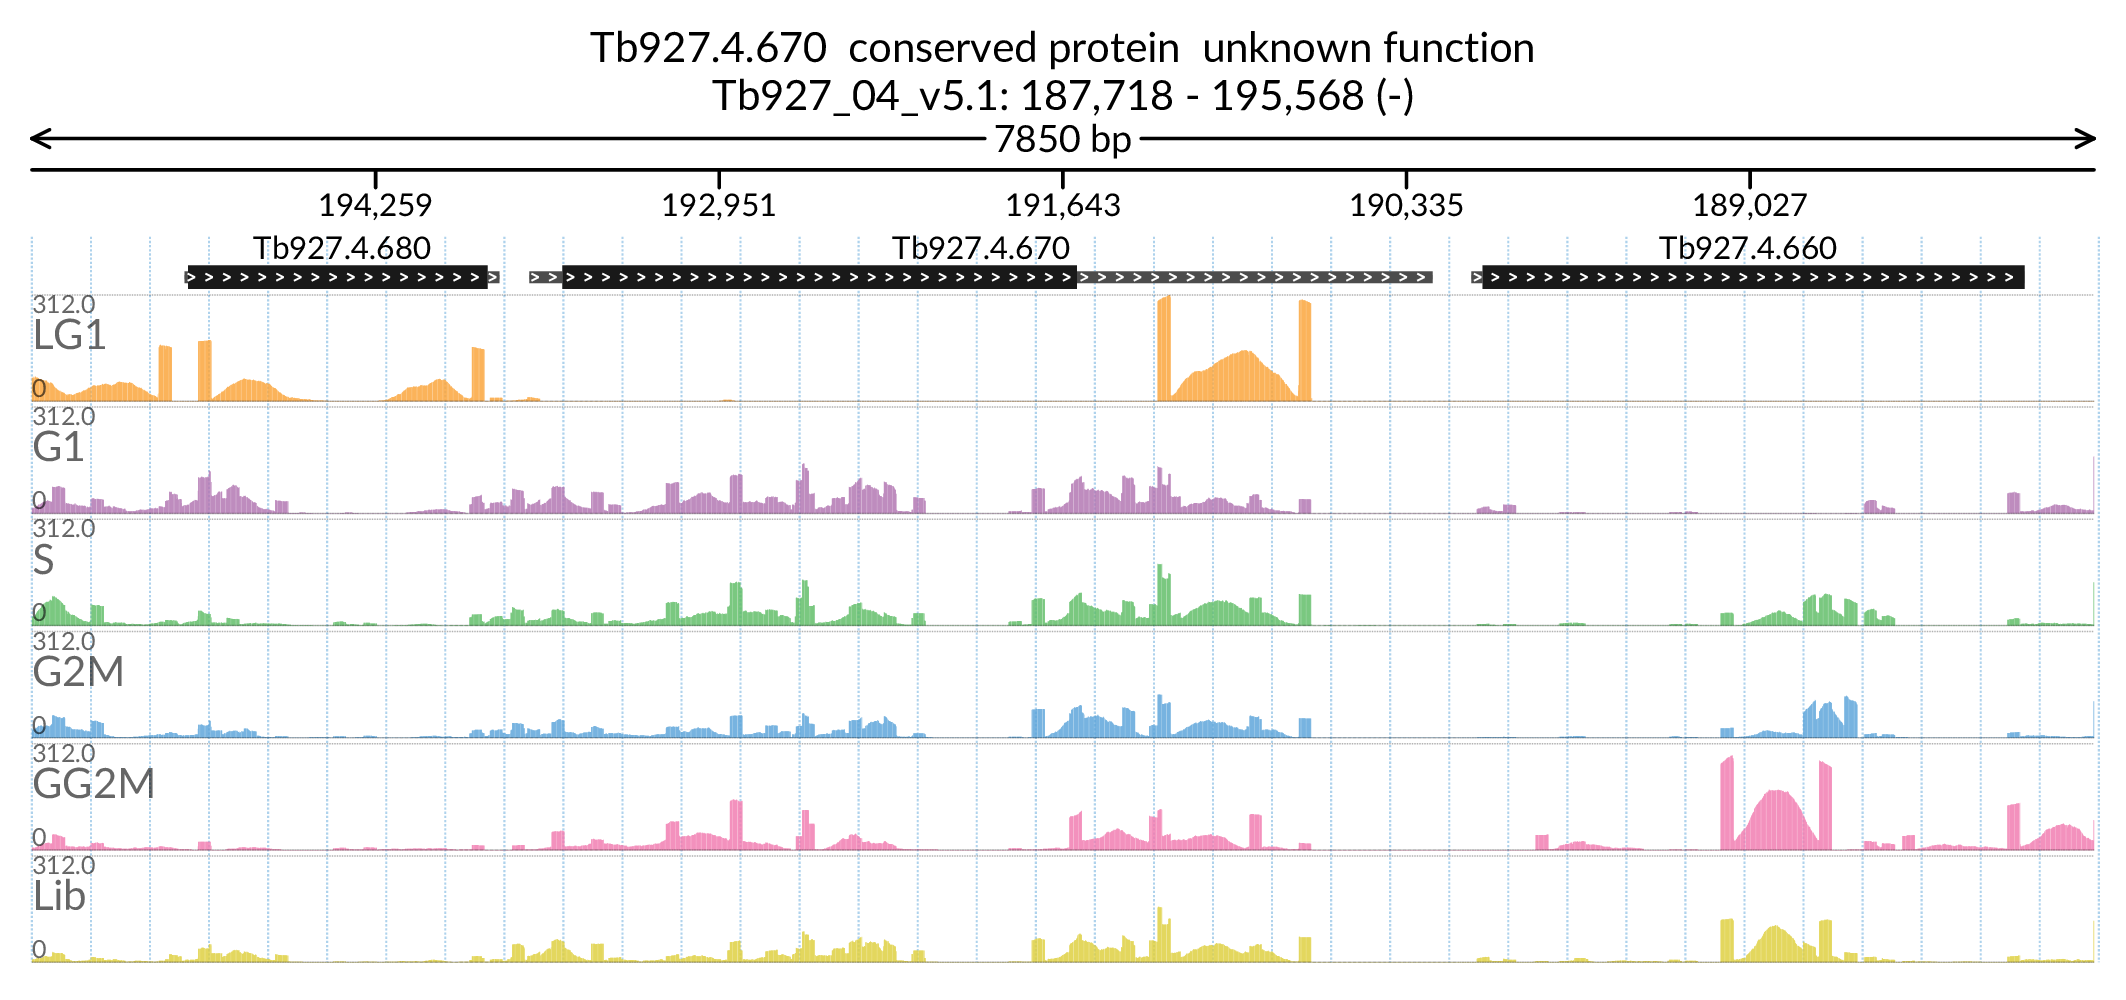 Tb927.4.670  conserved protein  unknown function
Tb927_04_v5.1: 187,718 - 195,568 (-)
7850 bp
194,259 192,951 191,643 190,335 189,027
Tb927.4.680 Tb927.4.670 Tb927.4.660
312.0
LG1
0
312.0
G1
0
312.0
S
0
312.0
G2M
0
312.0
GG2M
0
312.0
Lib
0